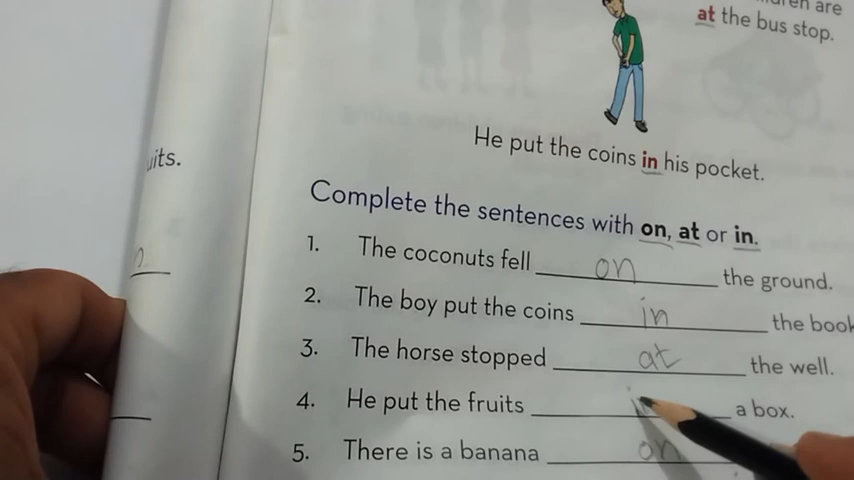 are
at the bus stop.
He put the coins in his pocket.
uits.
Complete the sentences with on, at or in.
1. The coconuts fell on the ground.
2. The boy put the coins in the book
3. The horse stopped at the well.
4. He put the fruits a box.
5. There is a banana on